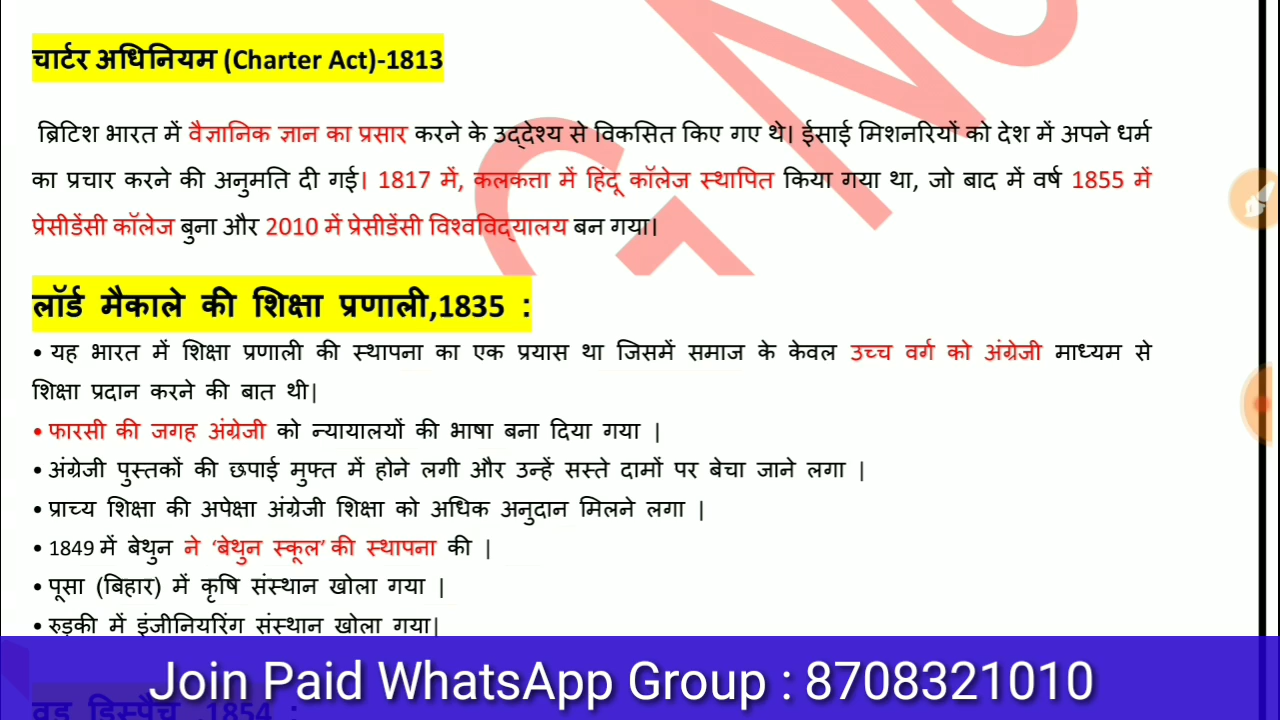 चार्टर अधिनियम (Charter Act)-1813
ब्रिटिश भारत में वैज्ञानिक ज्ञान का प्रसार करने के उद्देश्य से विकसित किए गए थे। ईसाई मिशनरियों को देश में अपने धर्म
का प्रचार करने की अनुमति दी गई। 1817 में, कलकत्ता में हिंदू कॉलेज स्थापित किया गया था, जो बाद में वर्ष 1855 में
प्रेसीडेंसी कॉलेज बुना और 2010 में प्रेसीडेंसी विश्वविद्यालय बन गया।
लॉर्ड मैकाले की शिक्षा प्रणाली,1835 :
• यह भारत में शिक्षा प्रणाली की स्थापना का एक प्रयास था जिसमें समाज के केवल उच्च वर्ग को अंग्रेजी माध्यम से
शिक्षा प्रदान करने की बात थी|
• फारसी की जगह अंग्रेजी को न्यायालयों की भाषा बना दिया गया |
• अंग्रेजी पुस्तकों की छपाई मुफ्त में होने लगी और उन्हें सस्ते दामों पर बेचा जाने लगा |
• प्राच्य शिक्षा की अपेक्षा अंग्रेजी शिक्षा को अधिक अनुदान मिलने लगा |
• 1849 में बेथुन ने ‘बेथुन स्कूल’ की स्थापना की |
• पूसा (बिहार) में कृषि संस्थान खोला गया |
• रुड़की में इंजीनियरिंग संस्थान खोला गया|
Join Paid WhatsApp Group : 8708321010
वुड डिस्पैच ,1854 :
G No